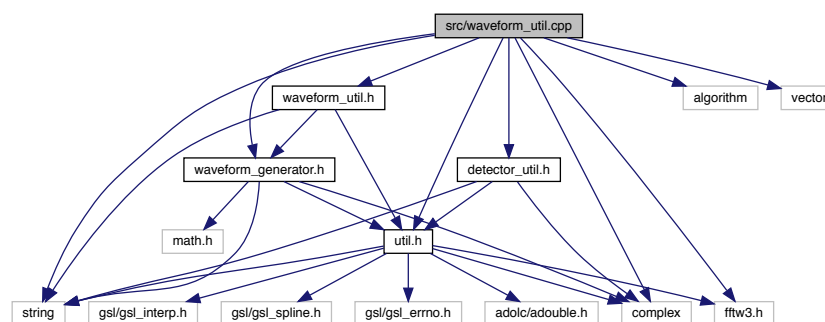 src/waveform_util.cpp
waveform_util.h
algorithm
vector
waveform_generator.h
detector_util.h
math.h
util.h
string
gsl/gsl_interp.h
gsl/gsl_spline.h
gsl/gsl_errno.h
adolc/adouble.h
complex
fftw3.h